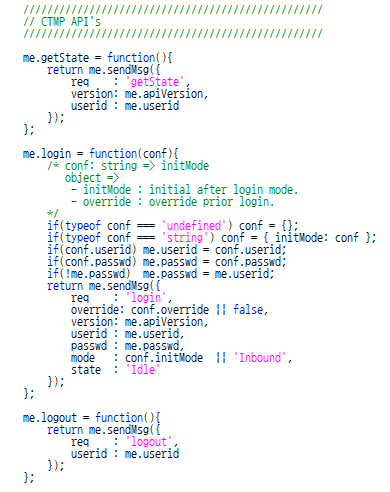 //////////////////////////////////////////////////
// CTMP API's
//////////////////////////////////////////////////
me.getState = function(){
return me.sendMsg({
req : 'getState',
version: me.apiVersion,
userid : me.userid
});
};
me.login = function(conf){
/* conf: string => initMode
object =>
- initMode : initial after login mode.
- override : override prior login.
*/
if(typeof conf === 'undefined') conf = {};
if(typeof conf === 'string') conf = { initMode: conf };
if(conf.userid) me.userid = conf.userid;
if(conf.passwd) me.passwd = conf.passwd;
if(!me.passwd) me.passwd = me.userid;
return me.sendMsg({
req : 'login',
override: conf.override || false,
version: me.apiVersion,
userid : me.userid,
passwd : me.passwd,
mode : conf.initMode || 'Inbound',
state : 'Idle'
});
};
me.logout = function(){
return me.sendMsg({
req : 'logout',
userid : me.userid
});
};